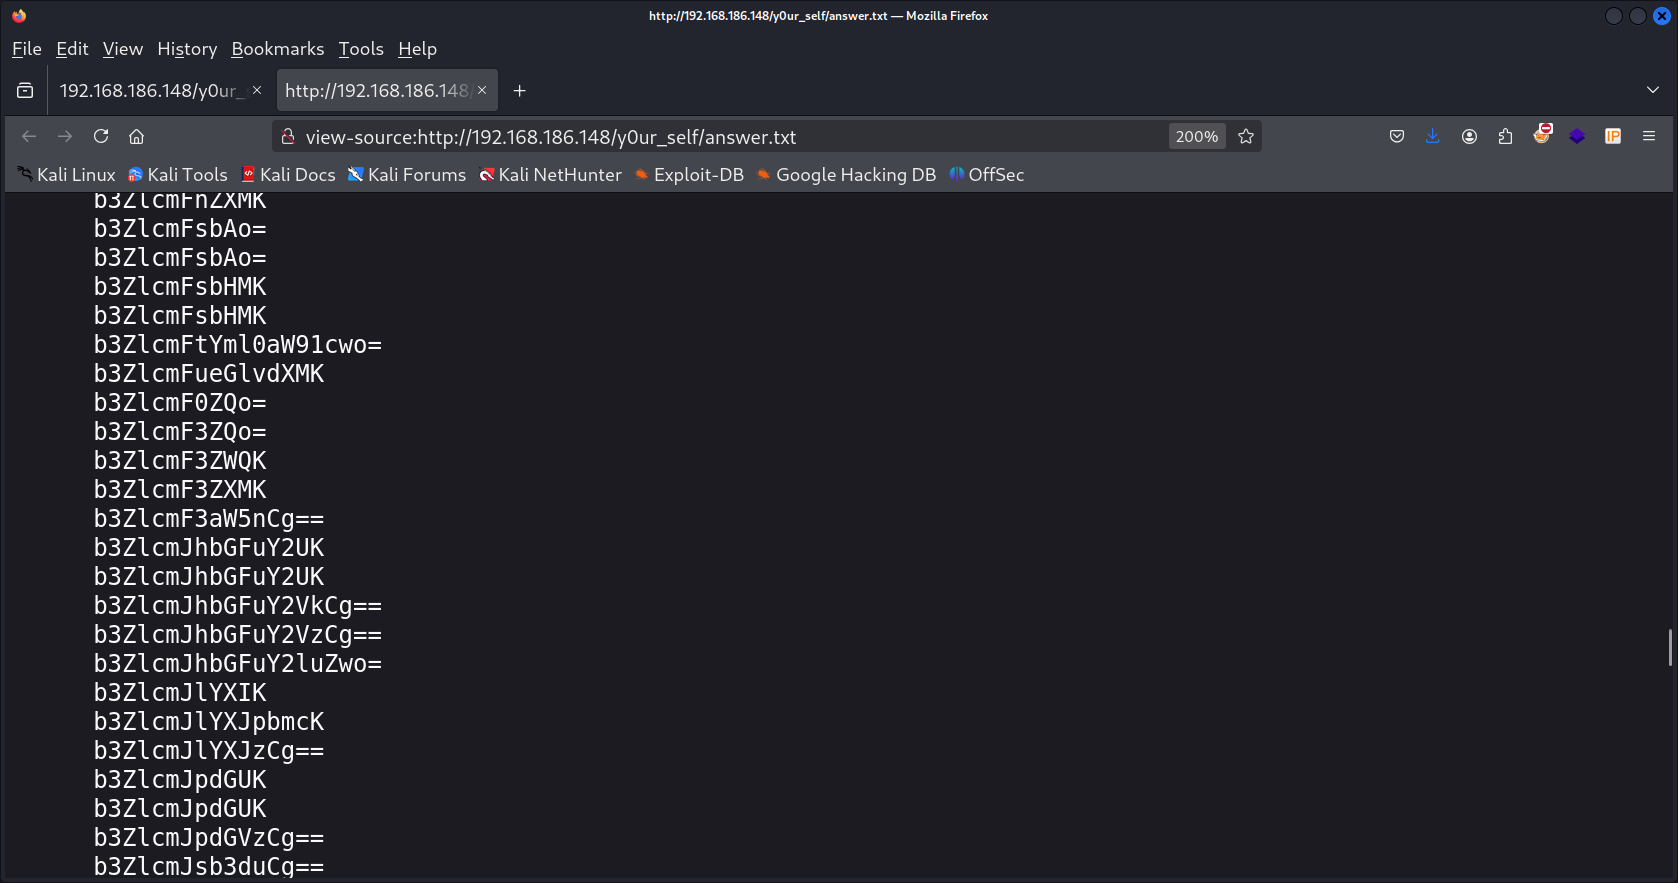 http://192.168.186.148/y0ur_self/answer.txt — Mozilla Firefox
File Edit View History Bookmarks Tools Help
192.168.186.148/y0ur_ http://192.168.186.148/
view-source:http://192.168.186.148/y0ur_self/answer.txt 200% IP
Kali Linux Kali Tools Kali Docs Kali Forums Kali NetHunter Exploit-DB Google Hacking DB OffSec
b3ZlcmFnZXMK
b3ZlcmFsbAo=
b3ZlcmFsbAo=
b3ZlcmFsbHMK
b3ZlcmFsbHMK
b3ZlcmFtYml0aW91cwo=
b3ZlcmFueGlvdXMK
b3ZlcmF0ZQo=
b3ZlcmF3ZQo=
b3ZlcmF3ZWQK
b3ZlcmF3ZXMK
b3ZlcmF3aW5nCg==
b3ZlcmJhbGFuY2UK
b3ZlcmJhbGFuY2UK
b3ZlcmJhbGFuY2VkCg==
b3ZlcmJhbGFuY2VzCg==
b3ZlcmJhbGFuY2luZwo=
b3ZlcmJlYXIK
b3ZlcmJlYXJpbmcK
b3ZlcmJlYXJzCg==
b3ZlcmJpdGUK
b3ZlcmJpdGUK
b3ZlcmJpdGVzCg==
b3ZlcmJsb3duCg==